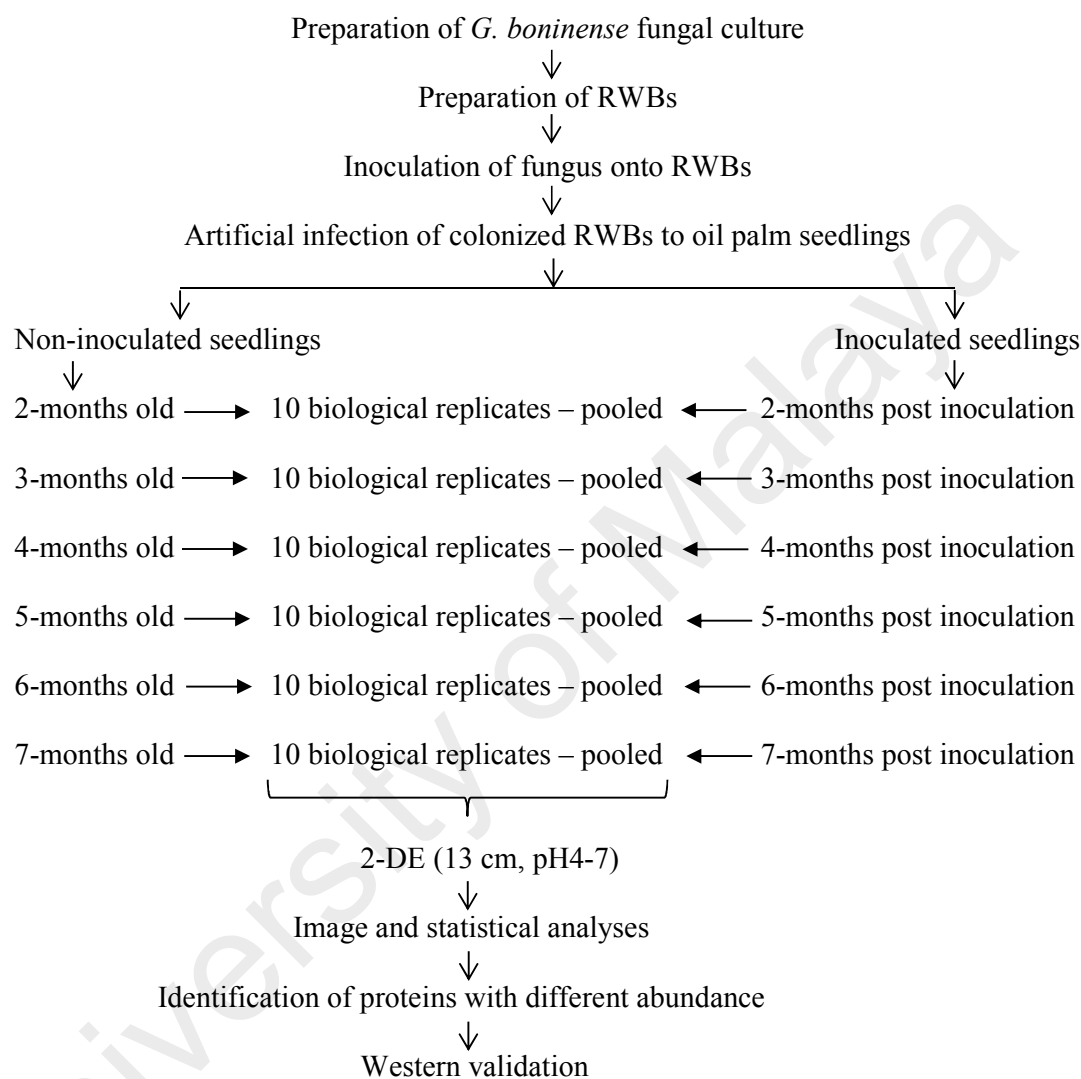 Preparation of G. boninense fungal culture
Preparation of RWBs
Inoculation of fungus onto RWBs
Artificial infection of colonized RWBs to oil palm seedlings
Non-inoculated seedlings Inoculated seedlings
2-months old 10 biological replicates – pooled 2-months post inoculation
3-months old 10 biological replicates – pooled 3-months post inoculation
4-months old 10 biological replicates – pooled 4-months post inoculation
5-months old 10 biological replicates – pooled 5-months post inoculation
6-months old 10 biological replicates – pooled 6-months post inoculation
7-months old 10 biological replicates – pooled 7-months post inoculation
2-DE (13 cm, pH4-7)
Image and statistical analyses
Identification of proteins with different abundance
Western validation
iversity of Malaya